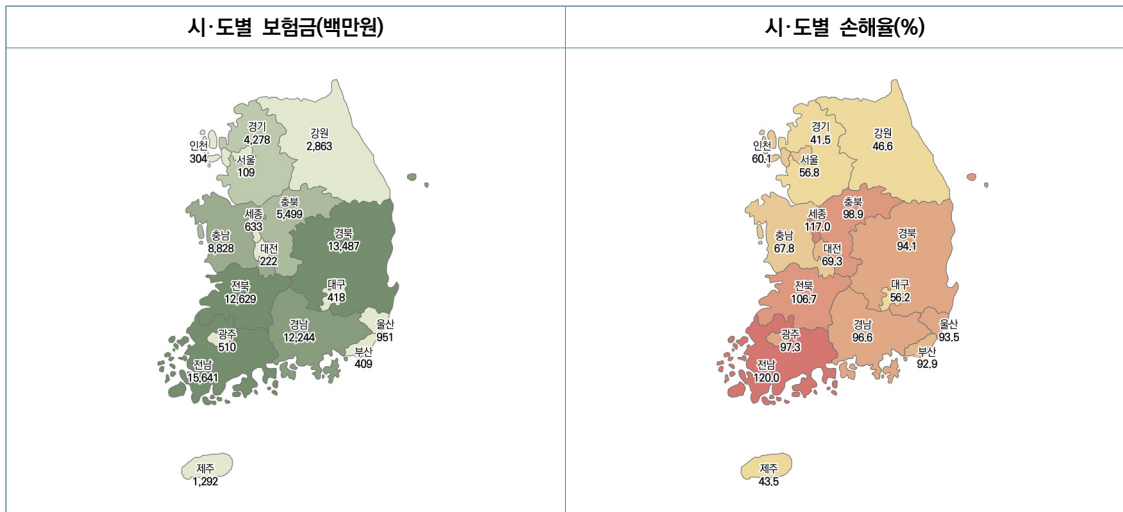 시·도별 보험금(백만원)
시·도별 손해율(%)
경기
4,278
강원
2,863
인천
304
서울
109
충북
5,499
세종
633
경북
13,487
충남
8,828
대전
222
대구
418
전북
12,629
경남
12,244
울산
951
광주
510
부산
409
전남
15,641
제주
1,292
경기
41.5
강원
46.6
인천
60.1
서울
56.8
충북
98.9
세종
117.0
경북
94.1
충남
67.8
대전
69.3
대구
56.2
전북
106.7
경남
96.6
울산
93.5
광주
97.3
부산
92.9
전남
120.0
제주
43.5